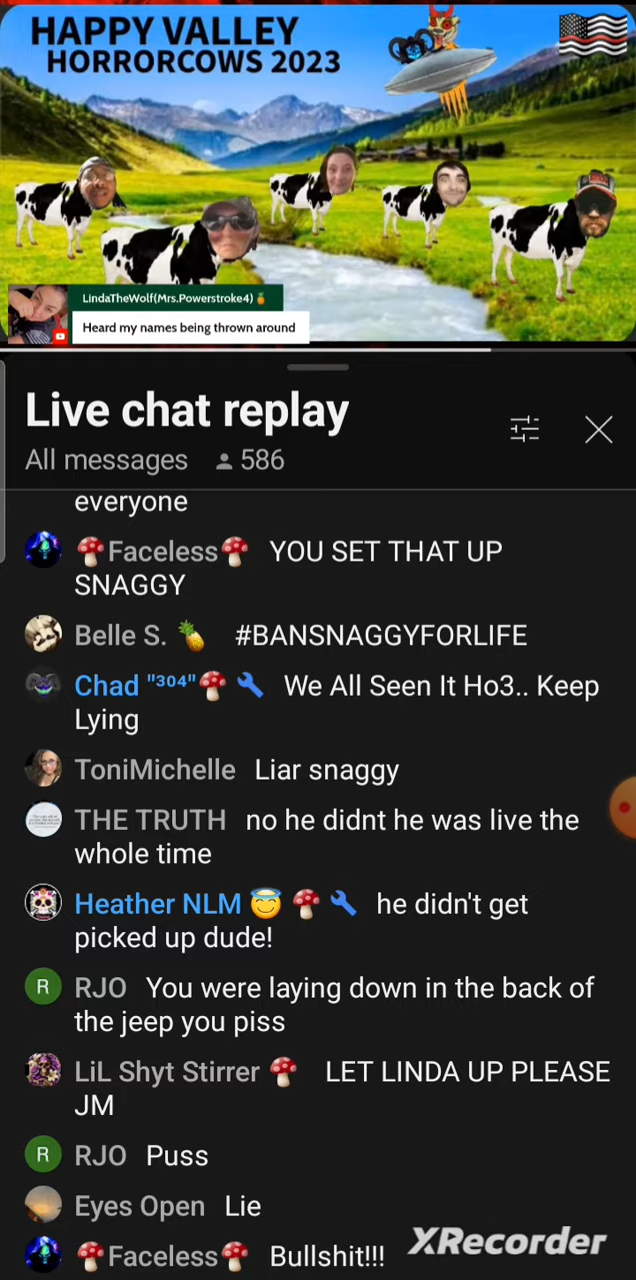 HAPPY VALLEY
HORRORCOWS 2023
LindaTheWolf(Mrs.Powerstroke4)🍍
Heard my names being thrown around
Live chat replay
All messages 586
everyone
🍄Faceless🍄 YOU SET THAT UP
SNAGGY
Belle S. 🍍 #BANSNAGGYFORLIFE
Chad "³⁰⁴"🍄 🔧 We All Seen It Ho3.. Keep
Lying
ToniMichelle Liar snaggy
THE TRUTH no he didnt he was live the
whole time
Heather NLM 😇 🍄 🔧 he didn't get
picked up dude!
R RJO You were laying down in the back of
the jeep you piss
LiL Shyt Stirrer 🍄 LET LINDA UP PLEASE
JM
R RJO Puss
Eyes Open Lie
🍄Faceless🍄 Bullshit!!!
XRecorder